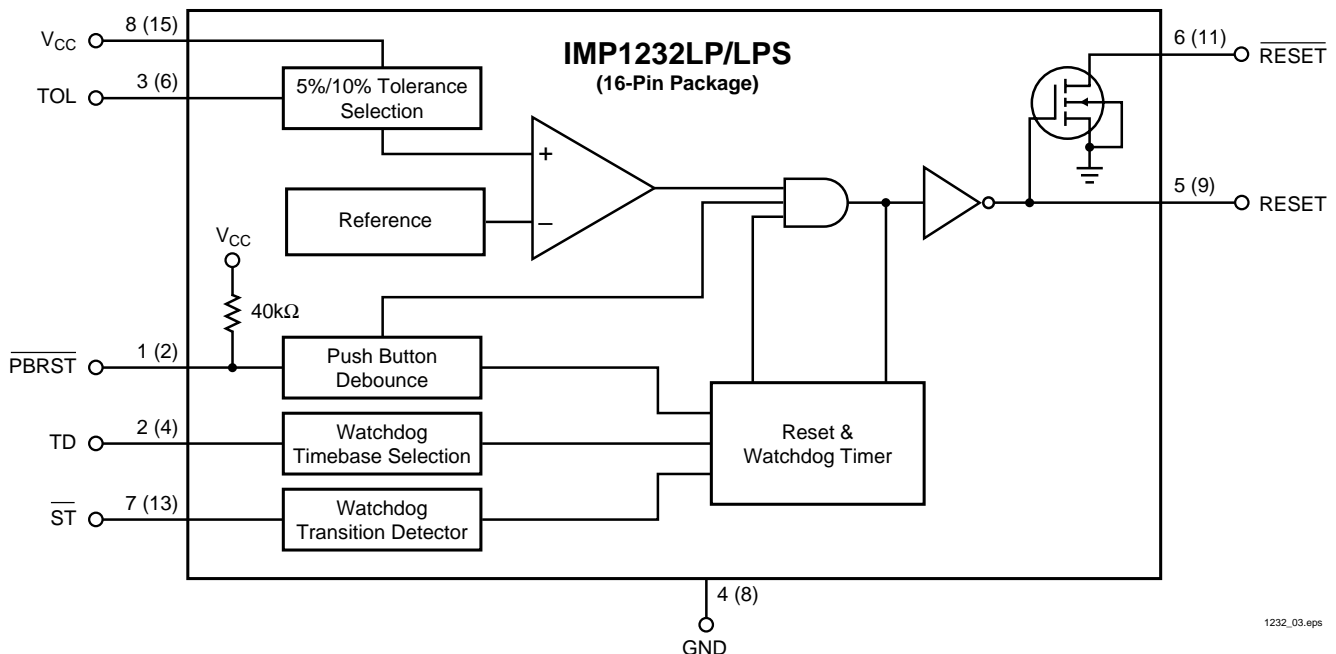 IMP1232LP/LPS
(16-Pin Package)
8 (15)
VCC
3 (6)
TOL
5%/10% Tolerance
Selection
+
Reference
–
6 (11)
RESET
5 (9)
RESET
VCC
40kΩ
1 (2)
PBRST
Push Button
Debounce
2 (4)
TD
Watchdog
Timebase Selection
Reset &
Watchdog Timer
7 (13)
ST
Watchdog
Transition Detector
4 (8)
GND
1232_03.eps